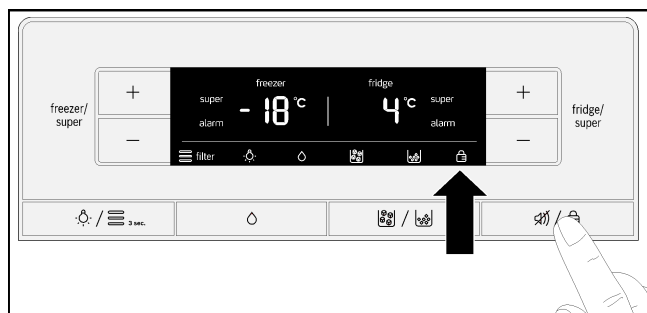 freezer/
super
+
−
freezer
super
alarm
-18 °C
fridge
4 °C
super
alarm
filter
+
−
fridge/
super
/ 3 sec.
/
/